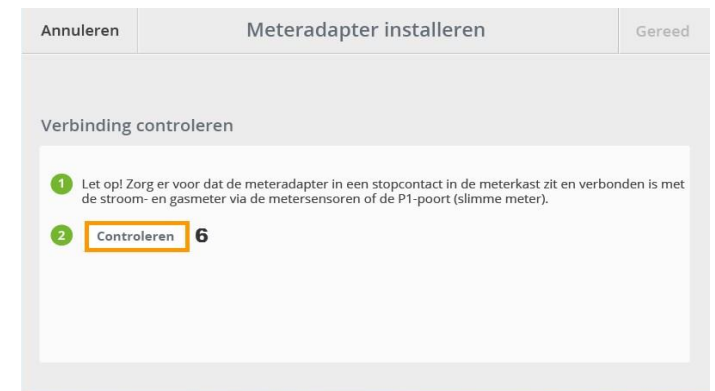 Annuleren Meteradapter installeren Gereed
Verbinding controleren
1 Let op! Zorg er voor dat de meteradapter in een stopcontact in de meterkast zit en verbonden is met
de stroom- en gasmeter via de metersensoren of de P1-poort (slimme meter).
2 Controleren 6